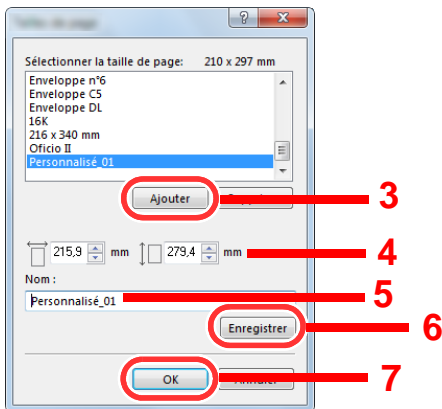 Sélectionner la taille de page: 210 x 297 mm
Enveloppe n°6
Enveloppe C5
Enveloppe DL
16K
216 x 340 mm
Oficio II
Personnalisé_01
Ajouter
3
215,9 mm 279,4 mm
4
Nom :
Personnalisé_01
5
Enregistrer
6
OK
7